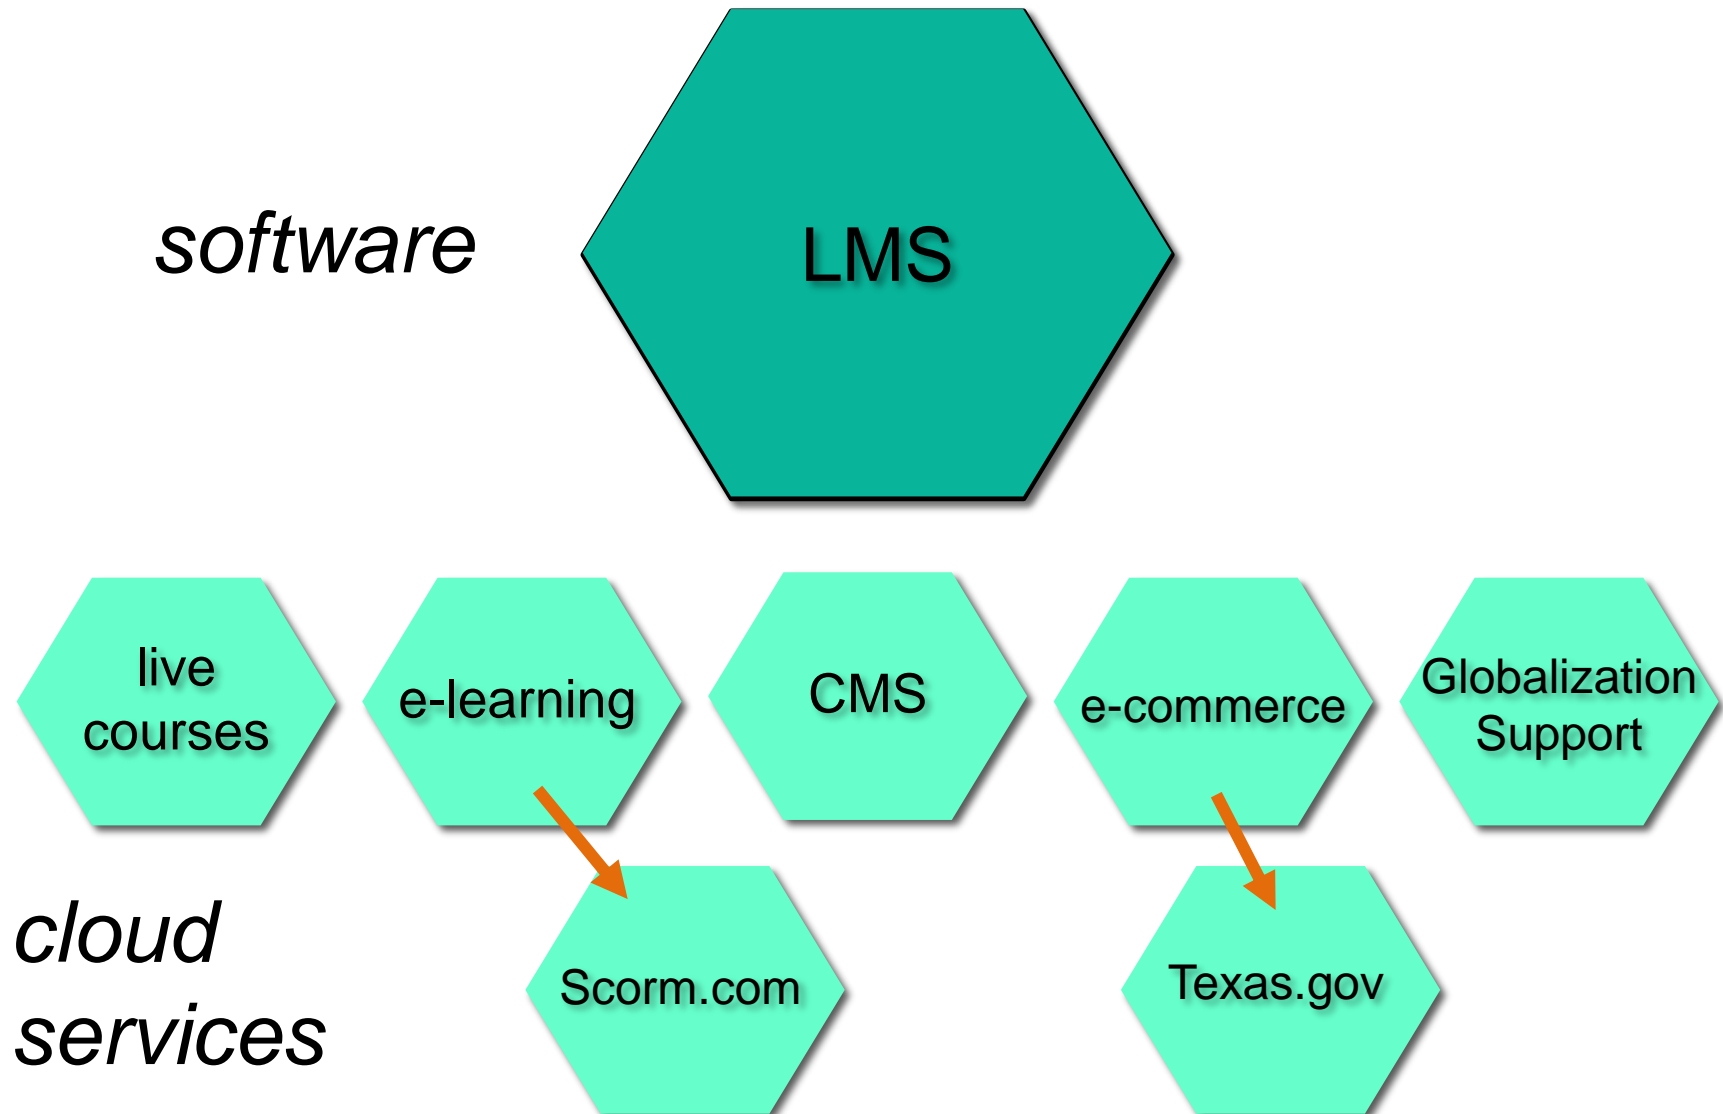 software
LMS
live
courses
e-learning
CMS
e-commerce
Globalization
Support
cloud
services
Scorm.com
Texas.gov